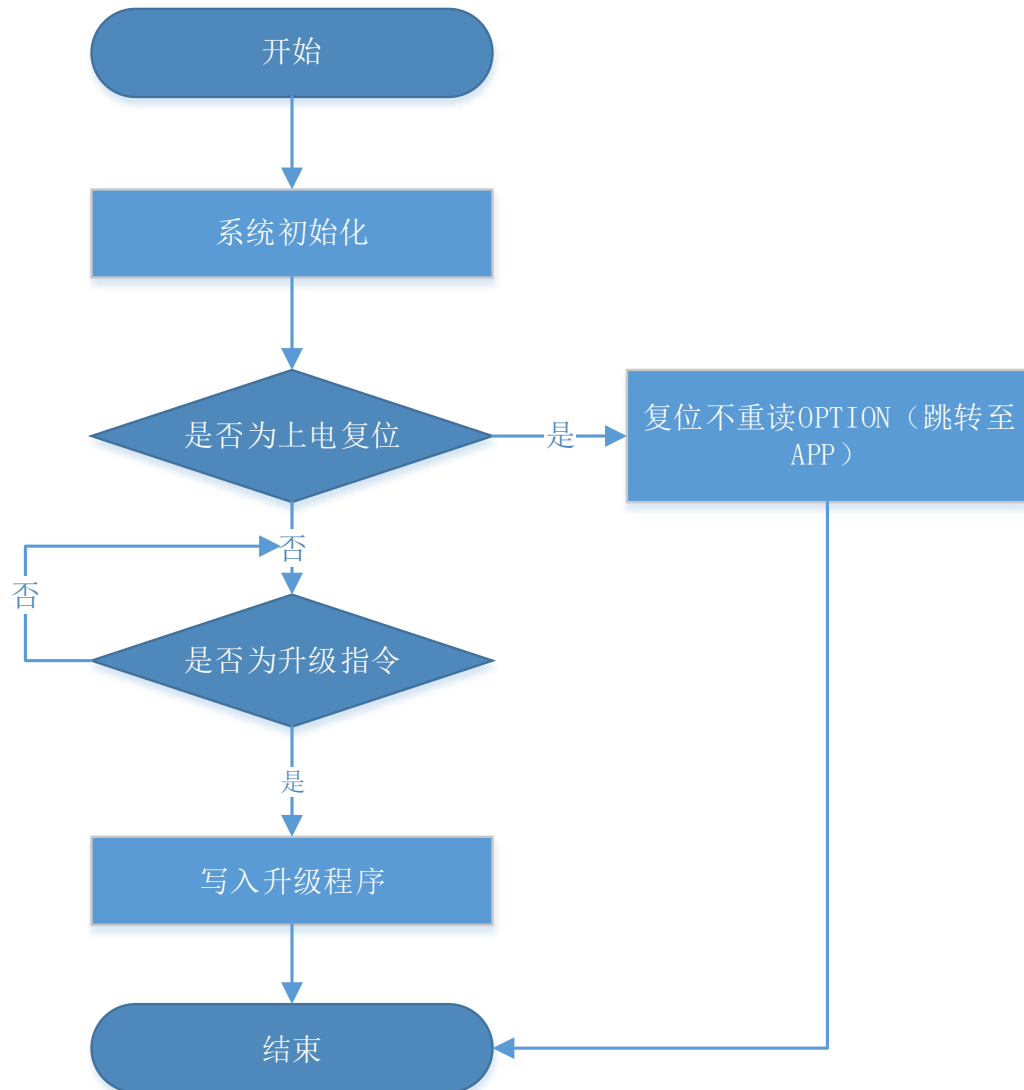 开始
系统初始化
是否为上电复位
是
复位不重读OPTION（跳转至
APP）
否
否
是否为升级指令
是
写入升级程序
结束